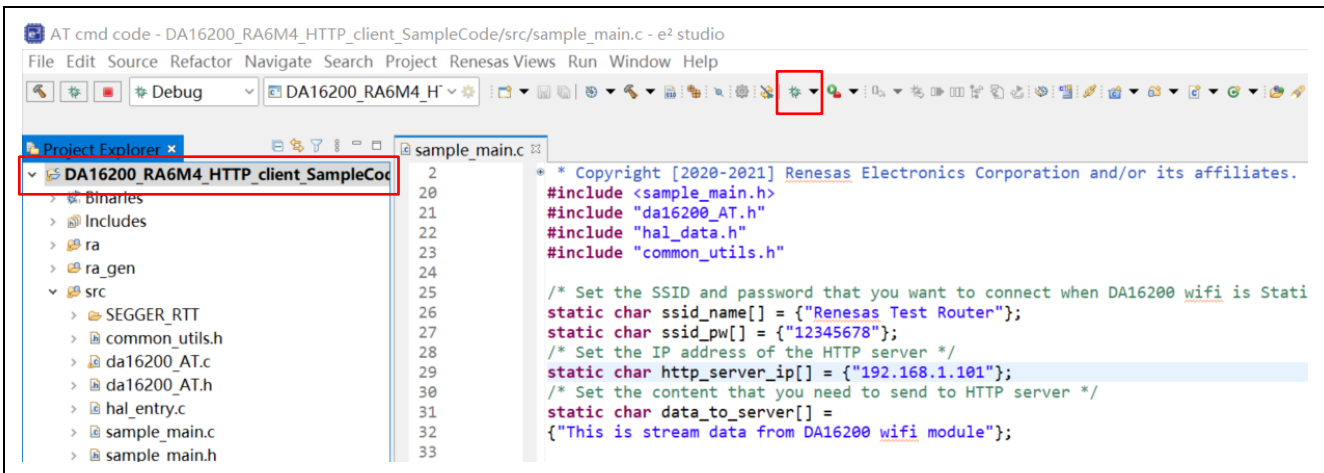 AT cmd code - DA16200_RA6M4_HTTP_client_SampleCode/src/sample_main.c - e² studio
File Edit Source Refactor Navigate Search Project Renesas Views Run Window Help
Debug DA16200_RA6M4_H
Project Explorer
DA16200_RA6M4_HTTP_client_SampleCod
Binaries
Includes
ra
ra_gen
src
SEGGER_RTT
common_utils.h
da16200_AT.c
da16200_AT.h
hal_entry.c
sample_main.c
sample_main.h
sample_main.c
2 * Copyright [2020-2021] Renesas Electronics Corporation and/or its affiliates.
20 #include <sample_main.h>
21 #include "da16200_AT.h"
22 #include "hal_data.h"
23 #include "common_utils.h"
24
25 /* Set the SSID and password that you want to connect when DA16200 wifi is Stati
26 static char ssid_name[] = {"Renesas Test Router"};
27 static char ssid_pw[] = {"12345678"};
28 /* Set the IP address of the HTTP server */
29 static char http_server_ip[] = {"192.168.1.101"};
30 /* Set the content that you need to send to HTTP server */
31 static char data_to_server[] =
32 {"This is stream data from DA16200 wifi module"};
33